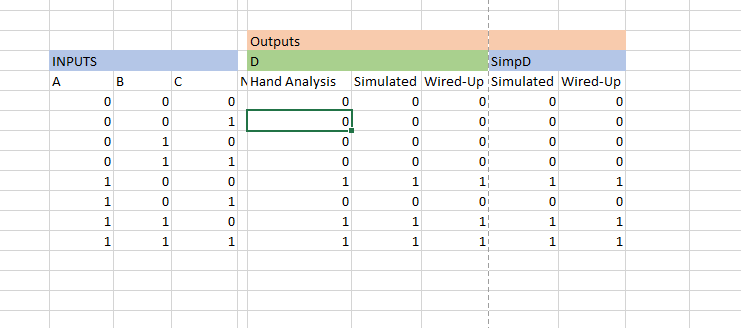 Outputs
INPUTS D SimpD
A B C N Hand Analysis Simulated Wired-Up Simulated Wired-Up
0 0 0 0 0 0 0 0
0 0 1 0 0 0 0 0
0 1 0 0 0 0 0 0
0 1 1 0 0 0 0 0
1 0 0 1 1 1 1 1
1 0 1 0 0 0 0 0
1 1 0 1 1 1 1 1
1 1 1 1 1 1 1 1